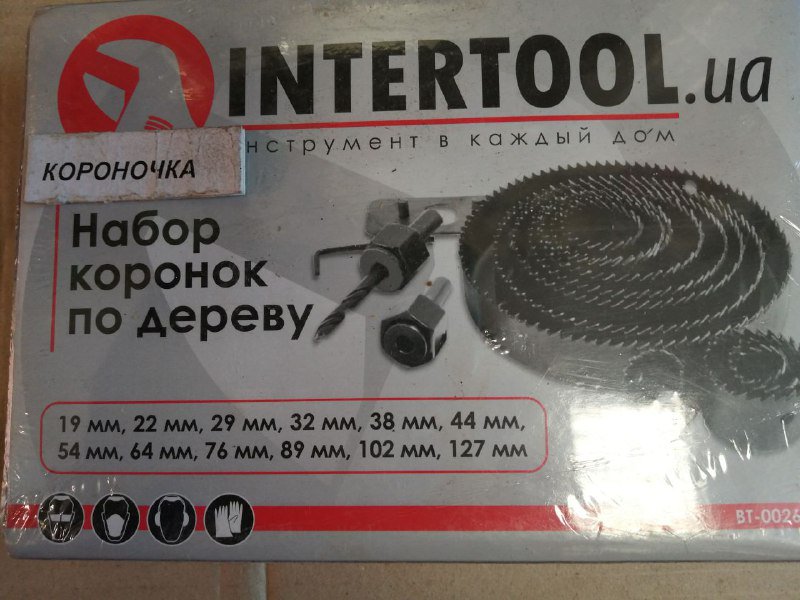 INTERTOOL.ua
нструмент в каждый дом
КОРОНОЧКА
Набор
коронок
по дереву
19 мм, 22 мм, 29 мм, 32 мм, 38 мм, 44 мм,
54 мм, 64 мм, 76 мм, 89 мм, 102 мм, 127 мм
BT-0026